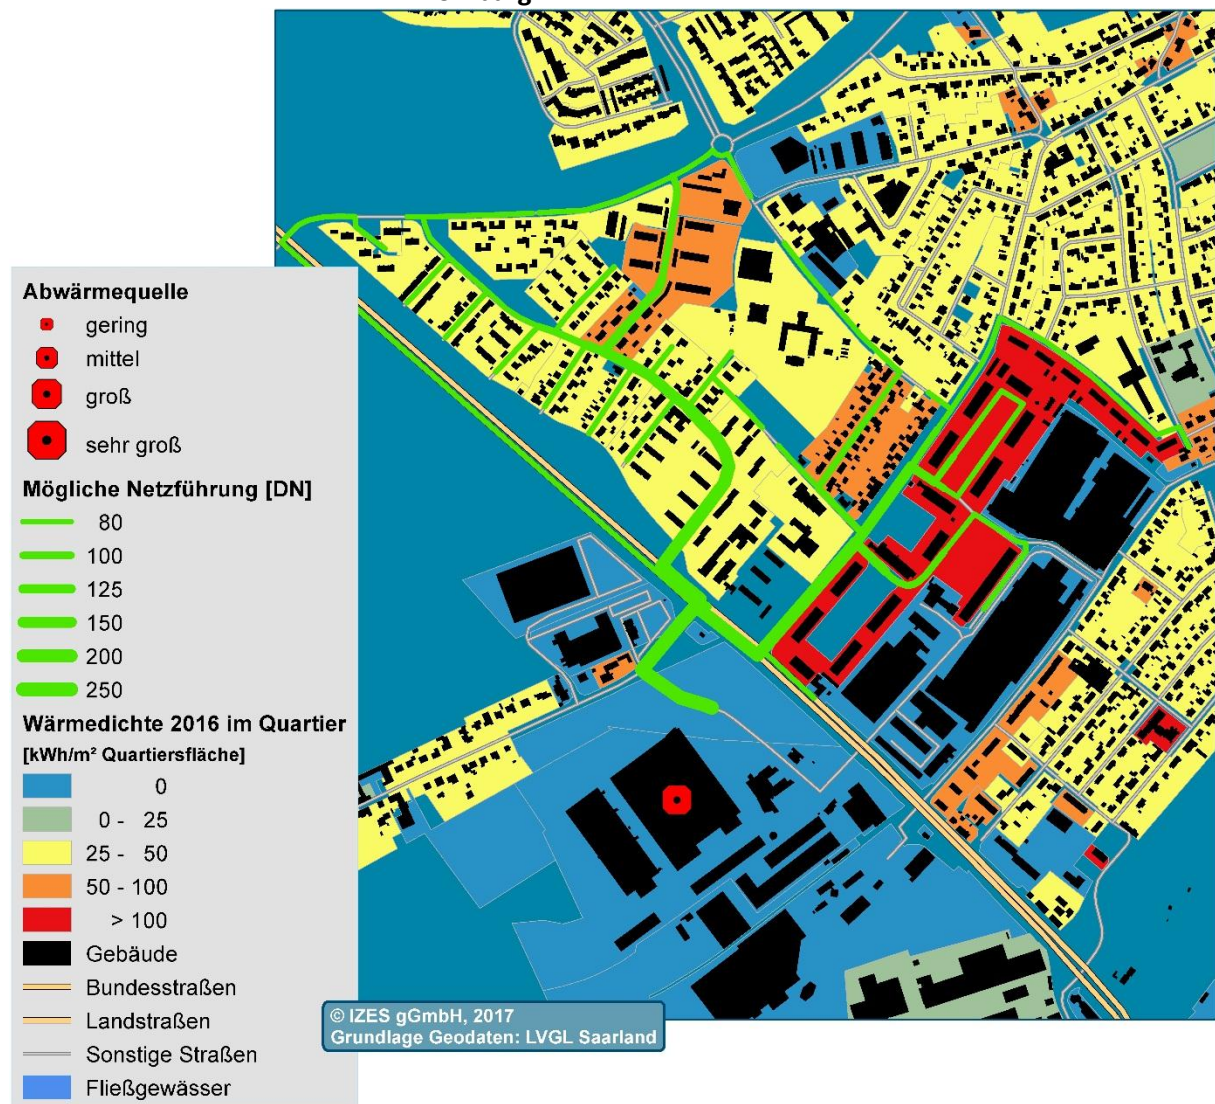 Abwärmequelle
gering
mittel
groß
sehr groß
Mögliche Netzführung [DN]
80
100
125
150
200
250
Wärmedichte 2016 im Quartier
[kWh/m² Quartiersfläche]
0
0 - 25
25 - 50
50 - 100
> 100
Gebäude
Bundesstraßen
Landstraßen
Sonstige Straßen
Fließgewässer
© IZES gGmbH, 2017
Grundlage Geodaten: LVGL Saarland